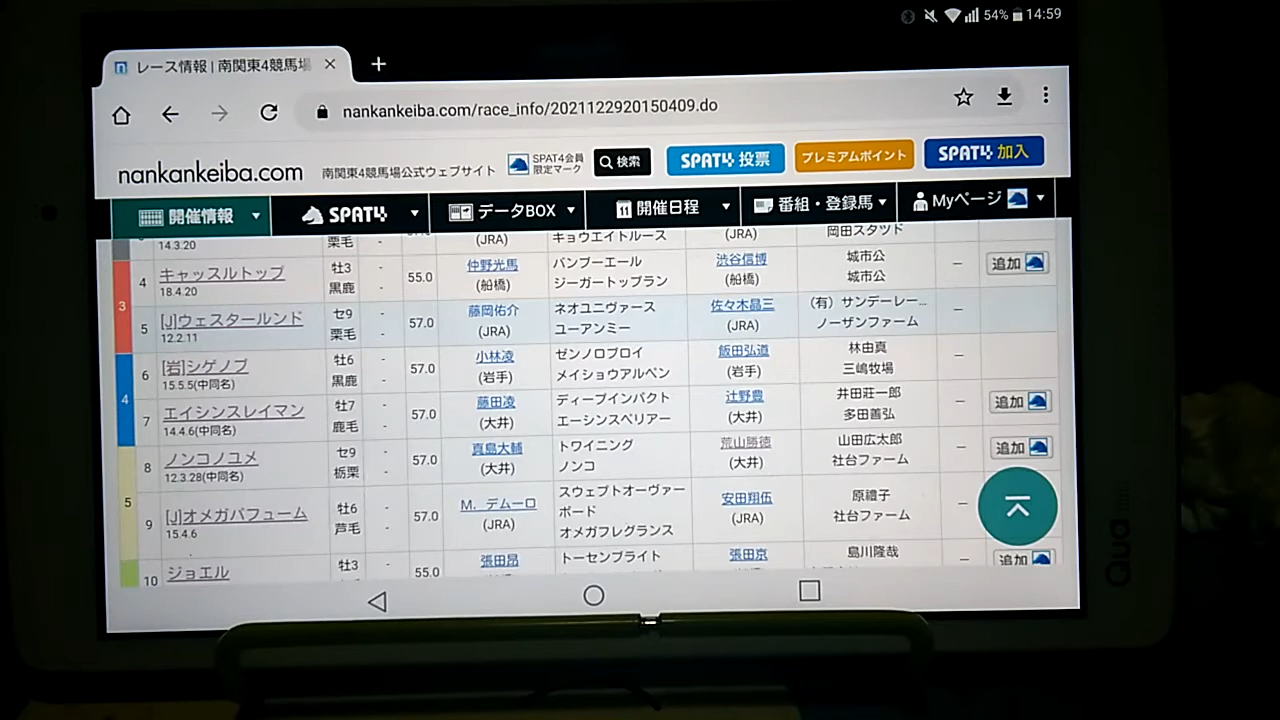 54% 14:59
レース情報 | 南関東4競馬場
nankankeiba.com/race_info/2021122920150409.do
nankankeiba.com 南関東4競馬場公式ウェブサイト SPAT4会員 限定マーク 検索 SPAT4 投票 プレミアムポイント SPAT4 加入
開催情報 SPAT4 データBOX 開催日程 番組・登録馬 Myページ
14.3.20 栗毛 - (JRA) キョウエイトルース (JRA) 岡田スタッド
3 4 キャッスルトップ 牡3 - 55.0 仲野光馬 バンブーエール 渋谷信博 城市公 － 追加
18.4.20 黒鹿 - (船橋) ジーガートップラン (船橋) 城市公
5 [J]ウェスタールンド セ9 - 57.0 藤岡佑介 ネオユニヴァース 佐々木晶三 （有）サンデーレー... －
12.2.11 栗毛 - (JRA) ユーアンミー (JRA) ノーザンファーム
4 6 [岩]シゲノブ 牡6 - 57.0 小林凌 ゼンノロブロイ 飯田弘道 林由真 －
15.5.5(中同名) 黒鹿 - (岩手) メイショウアルペン (岩手) 三嶋牧場
7 エイシンスレイマン 牡7 - 57.0 藤田凌 ディープインパクト 辻野豊 井田莊一郎 － 追加
14.4.6(中同名) 鹿毛 - (大井) エーシンスペリアー (大井) 多田善弘
5 8 ノンコノユメ セ9 - 57.0 真島大輔 トワイニング 荒山勝徳 山田広太郎 － 追加
12.3.28(中同名) 栃栗 - (大井) ノンコ (大井) 社台ファーム
9 [J]オメガパフューム 牡6 - 57.0 M．デムーロ スウェプトオーヴァーボード 安田翔伍 原禮子 －
15.4.6 芦毛 - (JRA) オメガフレグランス (JRA) 社台ファーム
10 ジョエル 牡3 - 55.0 張田昂 トーセンブライト 張田京 島川隆哉 － 追加
Qua